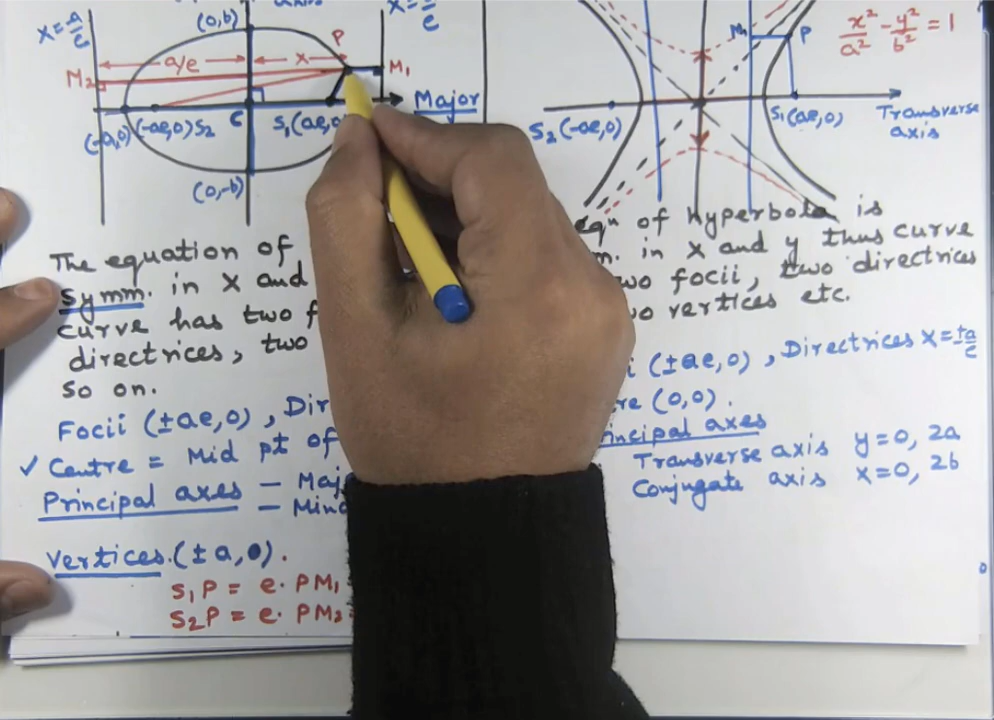 x=a/e
(0,b)
x=a/e
P
a/e
x
M₂
M₁
Major
(-a,0)
(-ae,0) S₂
C
S₁(ae,0
(0,-b)
The equation of
symm. in x and
curve has two f
directrices, two
so on.
Focii (±ae,0), Dir
✓ Centre = Mid pt of
Principal axes – Maj
– Mino
Vertices. (±a,0).
S₁P = e. PM₁
S₂P = e. PM₂
x²/a² - y²/b² = 1
M₁
P
S₂(-ae,0)
S₁(ae,0)
Transverse
axis
eqn of hyperbola is
m. in x and y thus curve
wo focii, two directrices
o vertices etc.
i (±ae,0), Directrices x=±a/e
re (0,0).
incipal axes
Transverse axis y=0, 2a
Conjugate axis x=0, 2b